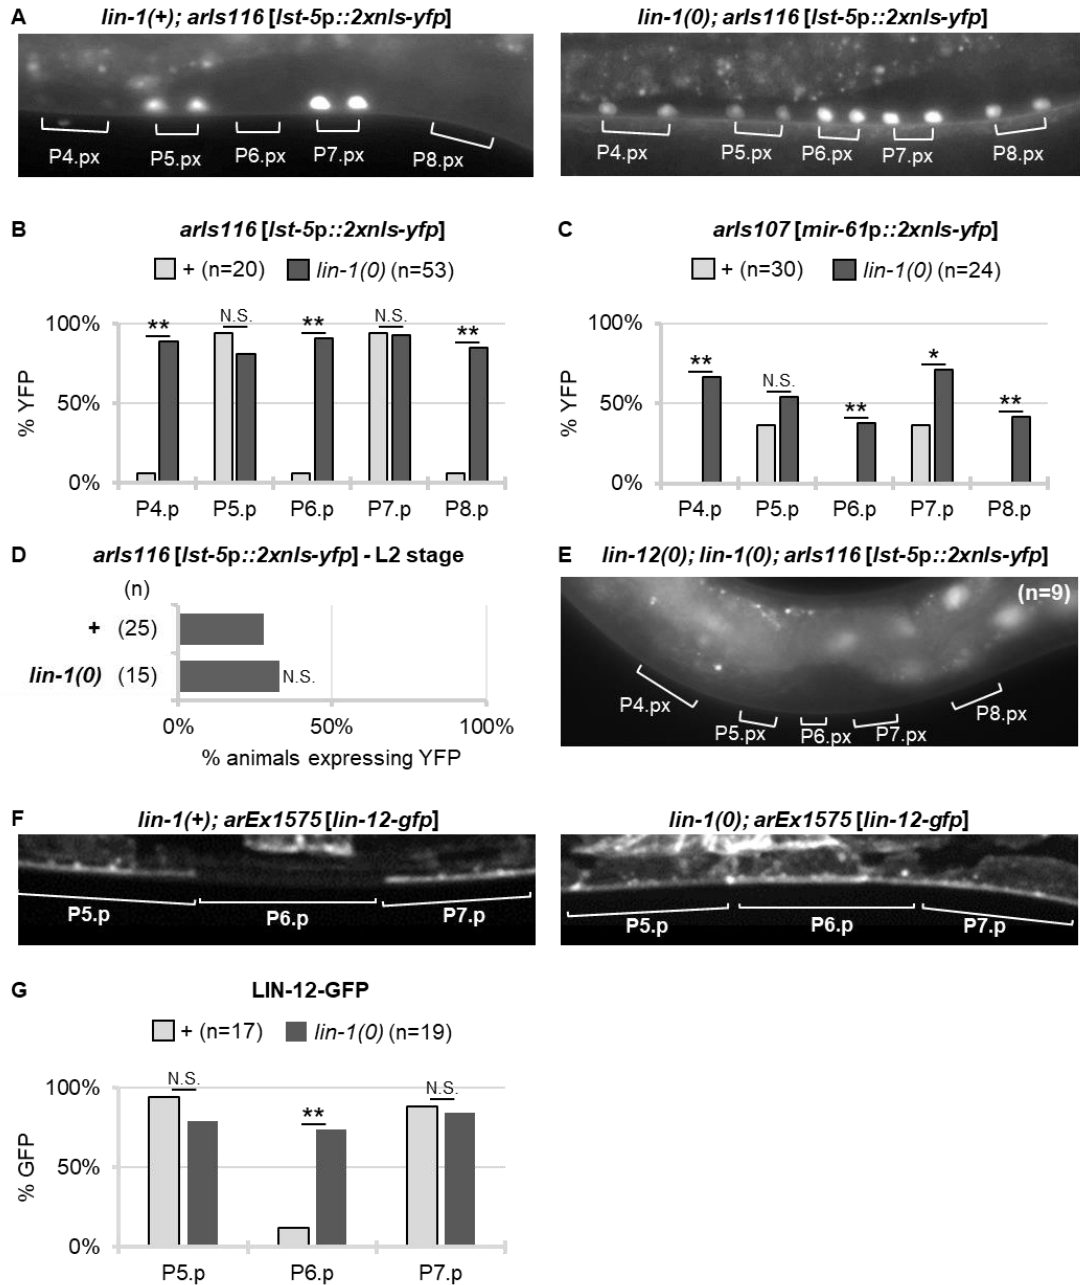 A
lin-1(+); arIs116 [lst-5p::2xnls-yfp]
lin-1(0); arIs116 [lst-5p::2xnls-yfp]
P4.px P5.px P6.px P7.px P8.px
P4.px P5.px P6.px P7.px P8.px
B
arIs116 [lst-5p::2xnls-yfp]
+ (n=20) lin-1(0) (n=53)
100%
50%
0%
% YFP
** N.S. ** N.S. **
P4.p P5.p P6.p P7.p P8.p
C
arIs107 [mir-61p::2xnls-yfp]
+ (n=30) lin-1(0) (n=24)
100%
50%
0%
% YFP
** N.S. ** * **
P4.p P5.p P6.p P7.p P8.p
D
arIs116 [lst-5p::2xnls-yfp] - L2 stage
(n)
+ (25)
lin-1(0) (15) N.S.
0% 50% 100%
% animals expressing YFP
E
lin-12(0); lin-1(0); arIs116 [lst-5p::2xnls-yfp]
(n=9)
P4.px P5.px P6.px P7.px P8.px
F
lin-1(+); arEx1575 [lin-12-gfp]
lin-1(0); arEx1575 [lin-12-gfp]
P5.p P6.p P7.p
P5.p P6.p P7.p
G
LIN-12-GFP
+ (n=17) lin-1(0) (n=19)
100%
50%
0%
% GFP
N.S. ** N.S.
P5.p P6.p P7.p